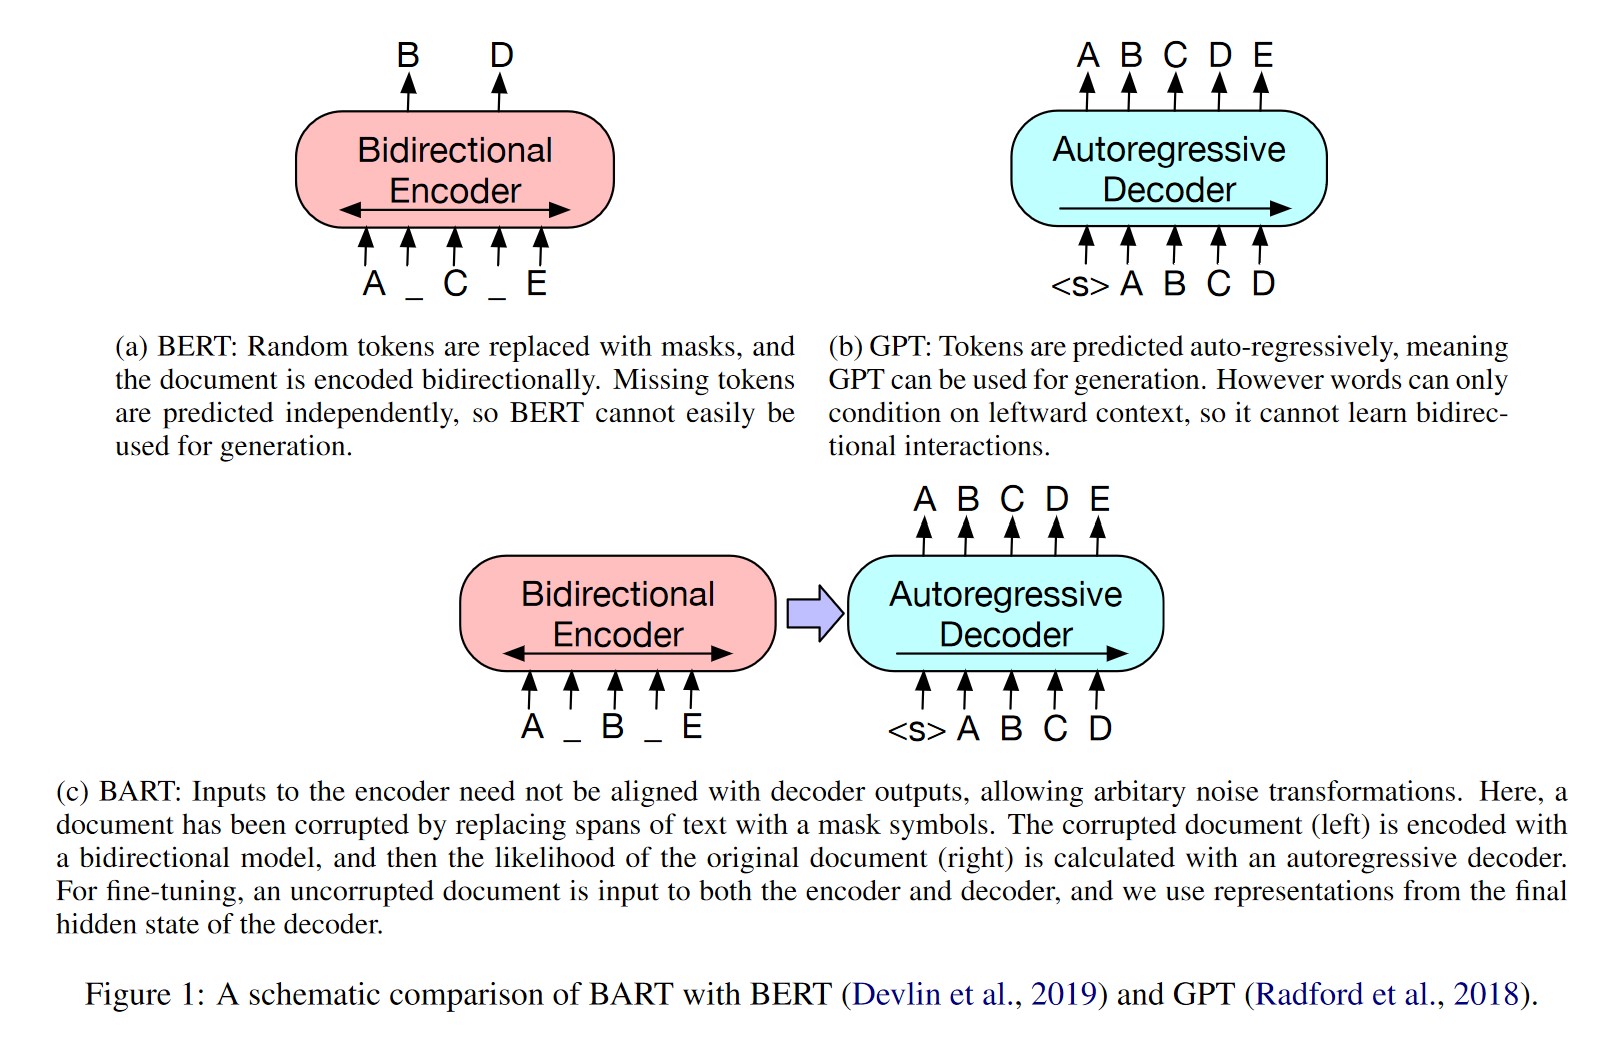 B D
Bidirectional
Encoder
A _ C _ E
(a) BERT: Random tokens are replaced with masks, and
the document is encoded bidirectionally. Missing tokens
are predicted independently, so BERT cannot easily be
used for generation.
A B C D E
Autoregressive
Decoder
<s> A B C D
(b) GPT: Tokens are predicted auto-regressively, meaning
GPT can be used for generation. However words can only
condition on leftward context, so it cannot learn bidirec-
tional interactions.
Bidirectional
Encoder
A _ B _ E
A B C D E
Autoregressive
Decoder
<s> A B C D
(c) BART: Inputs to the encoder need not be aligned with decoder outputs, allowing arbitary noise transformations. Here, a
document has been corrupted by replacing spans of text with a mask symbols. The corrupted document (left) is encoded with
a bidirectional model, and then the likelihood of the original document (right) is calculated with an autoregressive decoder.
For fine-tuning, an uncorrupted document is input to both the encoder and decoder, and we use representations from the final
hidden state of the decoder.
Figure 1: A schematic comparison of BART with BERT (Devlin et al., 2019) and GPT (Radford et al., 2018).